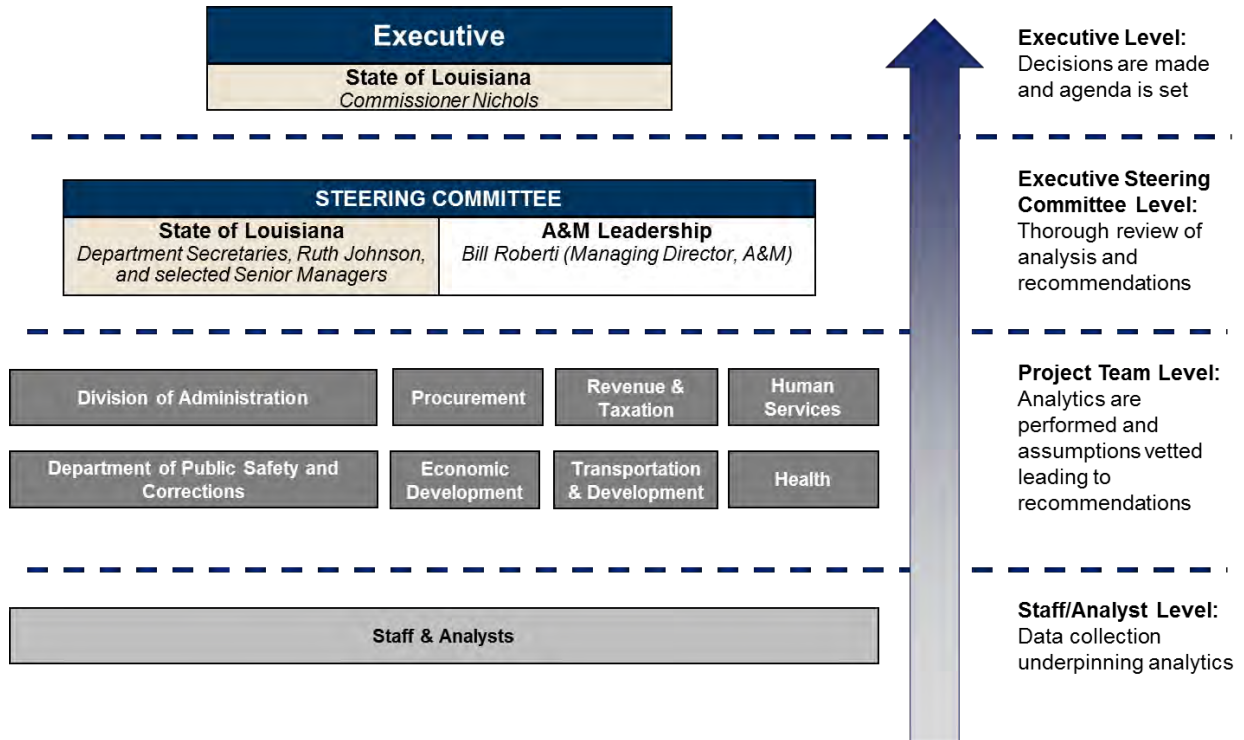 Executive
State of Louisiana
Commissioner Nichols
Executive Level:
Decisions are made
and agenda is set
STEERING COMMITTEE
State of Louisiana
Department Secretaries, Ruth Johnson,
and selected Senior Managers
A&M Leadership
Bill Roberti (Managing Director, A&M)
Executive Steering
Committee Level:
Thorough review of
analysis and
recommendations
Division of Administration
Procurement
Revenue &
Taxation
Human
Services
Department of Public Safety and
Corrections
Economic
Development
Transportation
& Development
Health
Project Team Level:
Analytics are
performed and
assumptions vetted
leading to
recommendations
Staff & Analysts
Staff/Analyst Level:
Data collection
underpinning analytics